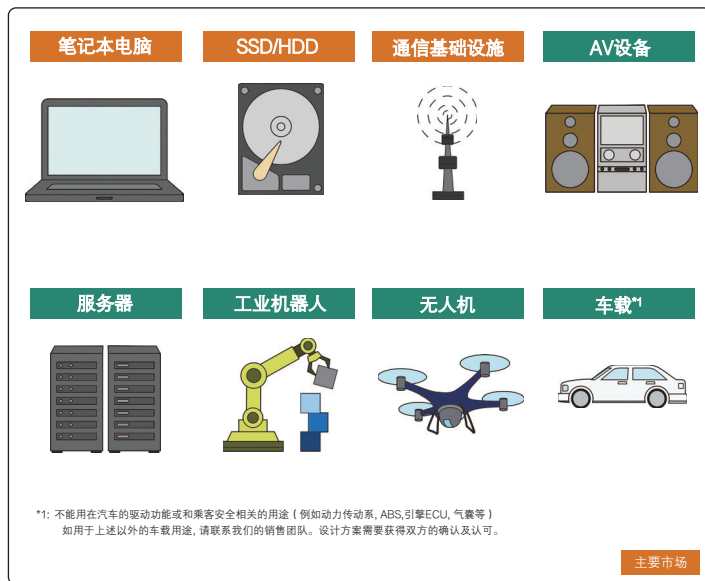 笔记本电脑
SSD/HDD
通信基础设施
AV设备
服务器
工业机器人
无人机
车载*1
*1: 不能用在汽车的驱动功能或和乘客安全相关的用途 ( 例如动力传动系, ABS,引擎ECU, 气囊等 )
如用于上述以外的车载用途, 请联系我们的销售团队。设计方案需要获得双方的确认及认可。
主要市场